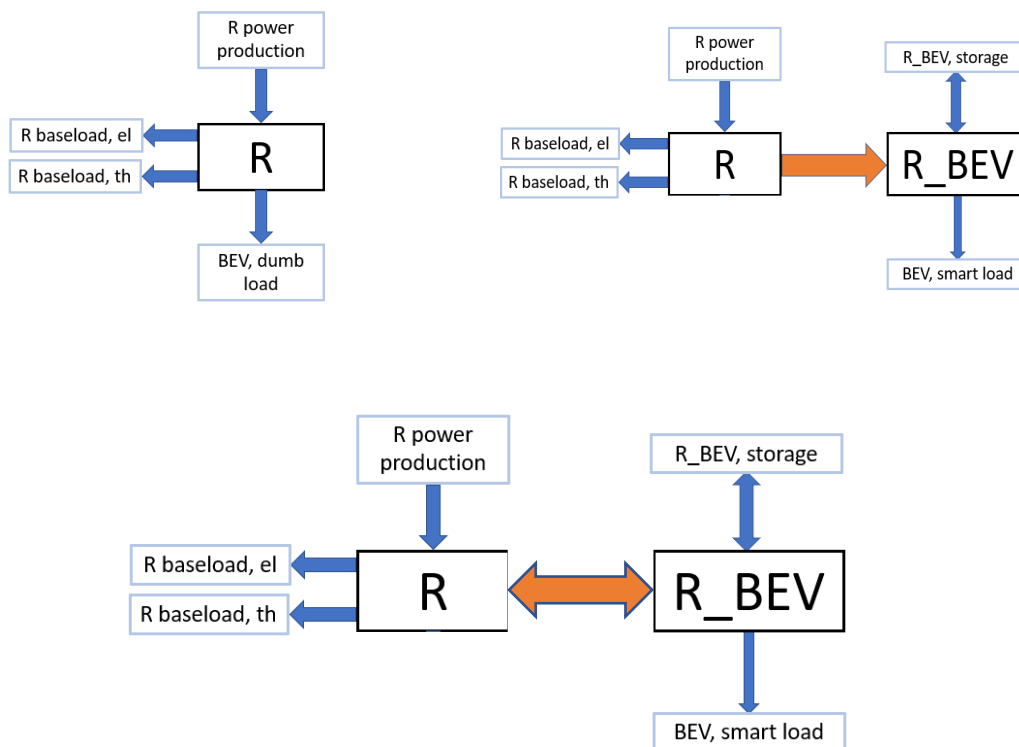 R power
production
R baseload, el
R baseload, th
R
BEV, dumb
load
R power
production
R baseload, el
R baseload, th
R
R_BEV, storage
R_BEV
BEV, smart load
R power
production
R baseload, el
R baseload, th
R
R_BEV, storage
R_BEV
BEV, smart load